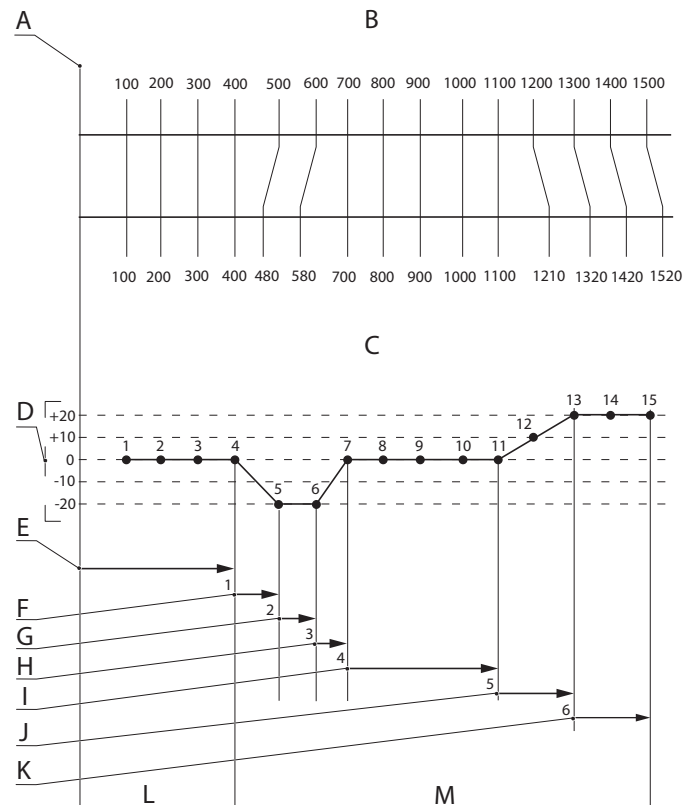 A
B
100 200 300 400 500 600 700 800 900 1000 1100 1200 1300 1400 1500
100 200 300 400 480 580 700 800 900 1000 1100 1210 1320 1420 1520
C
D
+20
+10
0
-10
-20
1 2 3 4 5 6 7 8 9 10 11 12 13 14 15
E
F 1
G 2
H 3
I 4
J 5
K 6
L M